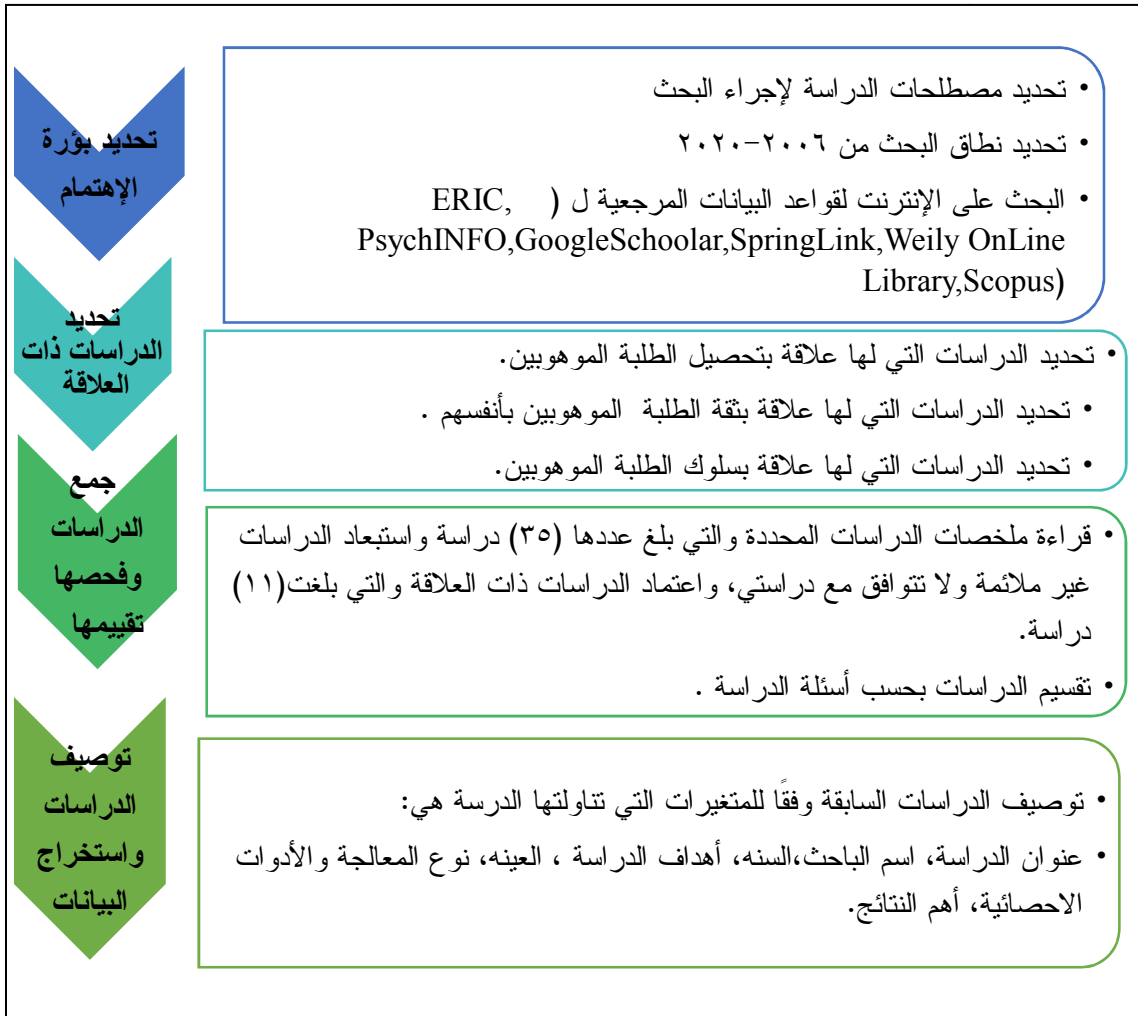 تحديد بؤرة
الإهتمام
• تحديد مصطلحات الدراسة لإجراء البحث
• تحديد نطاق البحث من ٢٠٠٦-٢٠٢٠
• البحث على الإنترنت لقواعد البيانات المرجعية ل ( ERIC,
PsychINFO,GoogleSchoolar,SpringLink,Weily OnLine
Library,Scopus)
تحديد
الدراسات ذات
العلاقة
• تحديد الدراسات التي لها علاقة بتحصيل الطلبة الموهوبين.
• تحديد الدراسات التي لها علاقة بثقة الطلبة الموهوبين بأنفسهم .
• تحديد الدراسات التي لها علاقة بسلوك الطلبة الموهوبين.
جمع
الدراسات
وفحصها
تقييمها
• قراءة ملخصات الدراسات المحددة والتي بلغ عددها (٣٥) دراسة واستبعاد الدراسات
غير ملائمة ولا تتوافق مع دراستي، واعتماد الدراسات ذات العلاقة والتي بلغت(١١)
دراسة.
• تقسيم الدراسات بحسب أسئلة الدراسة .
توصيف
الدراسات
واستخراج
البيانات
• توصيف الدراسات السابقة وفقًا للمتغيرات التي تتاولتها الدرسة هي:
• عنوان الدراسة، اسم الباحث،السنه، أهداف الدراسة ، العينه، نوع المعالجة والأدوات
الاحصائية، أهم النتائج.